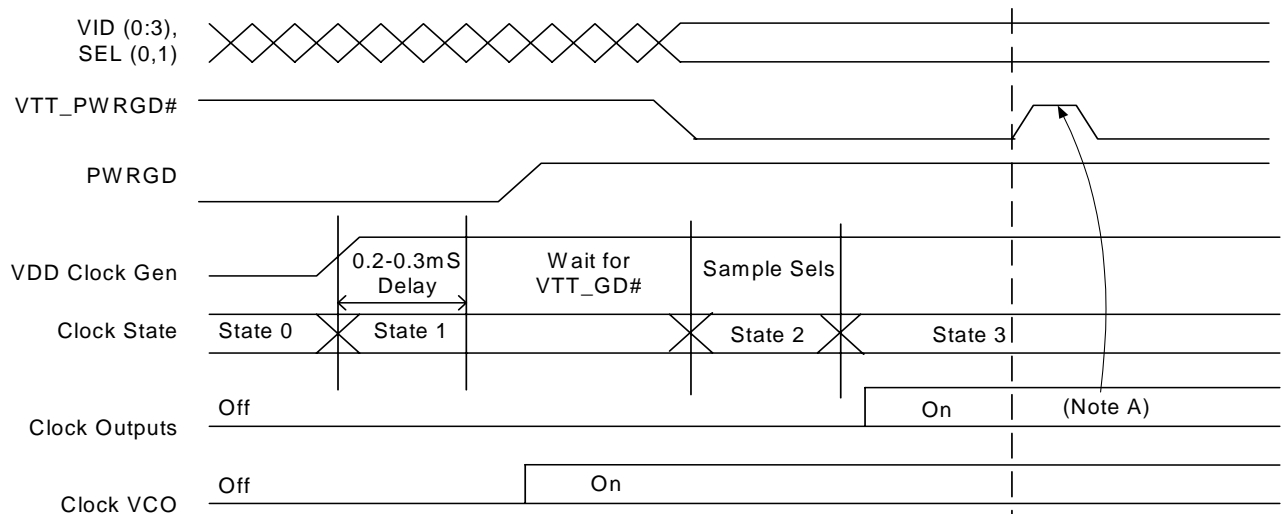 VID (0:3),
SEL (0,1)
VTT_PWRGD#
PWRGD
VDD Clock Gen
0.2-0.3mS
Delay
Wait for
VTT_GD#
Sample Sels
Clock State
State 0
State 1
State 2
State 3
Clock Outputs
Off
On
(Note A)
Clock VCO
Off
On